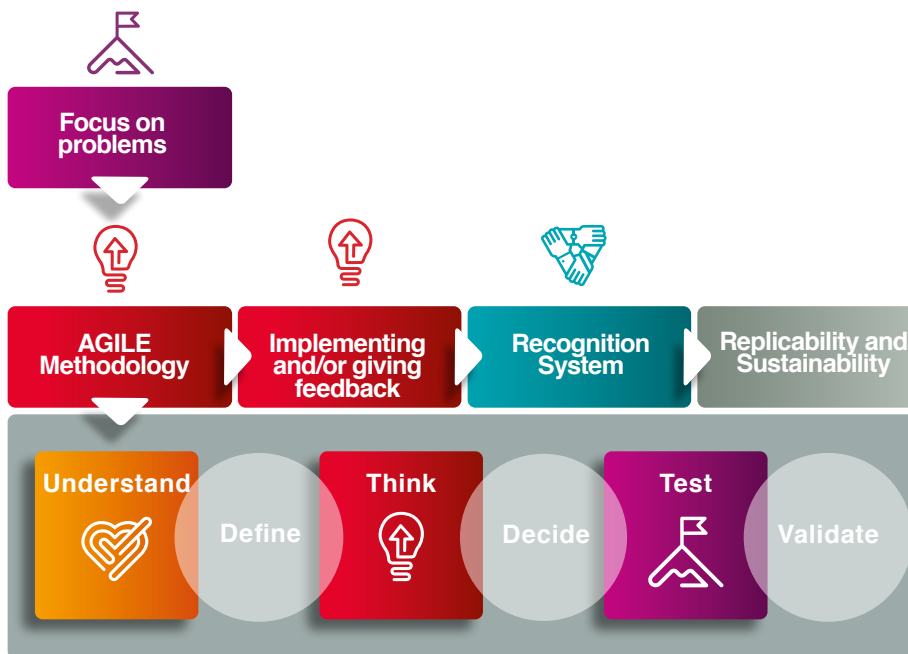 Focus on
problems
AGILE
Methodology
Implementing
and/or giving
feedback
Recognition
System
Replicability and
Sustainability
Understand
Define
Think
Decide
Test
Validate